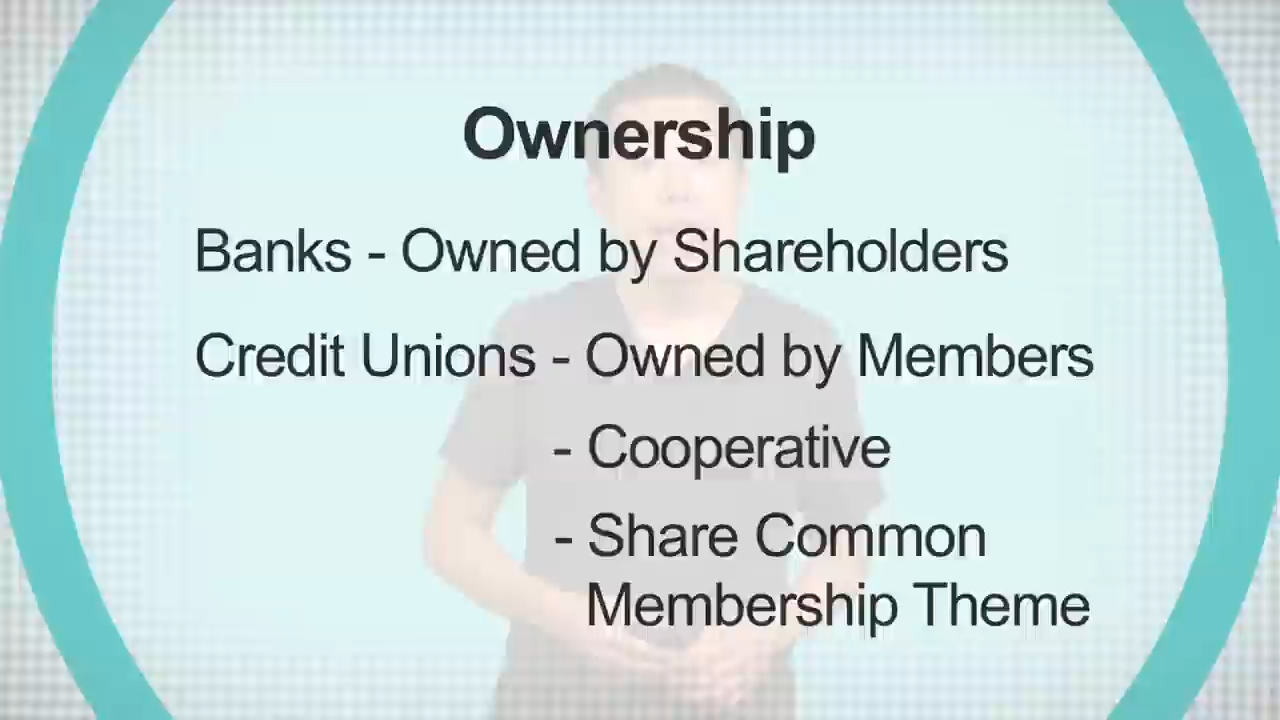 Ownership
Banks - Owned by Shareholders
Credit Unions - Owned by Members
- Cooperative
- Share Common
Membership Theme